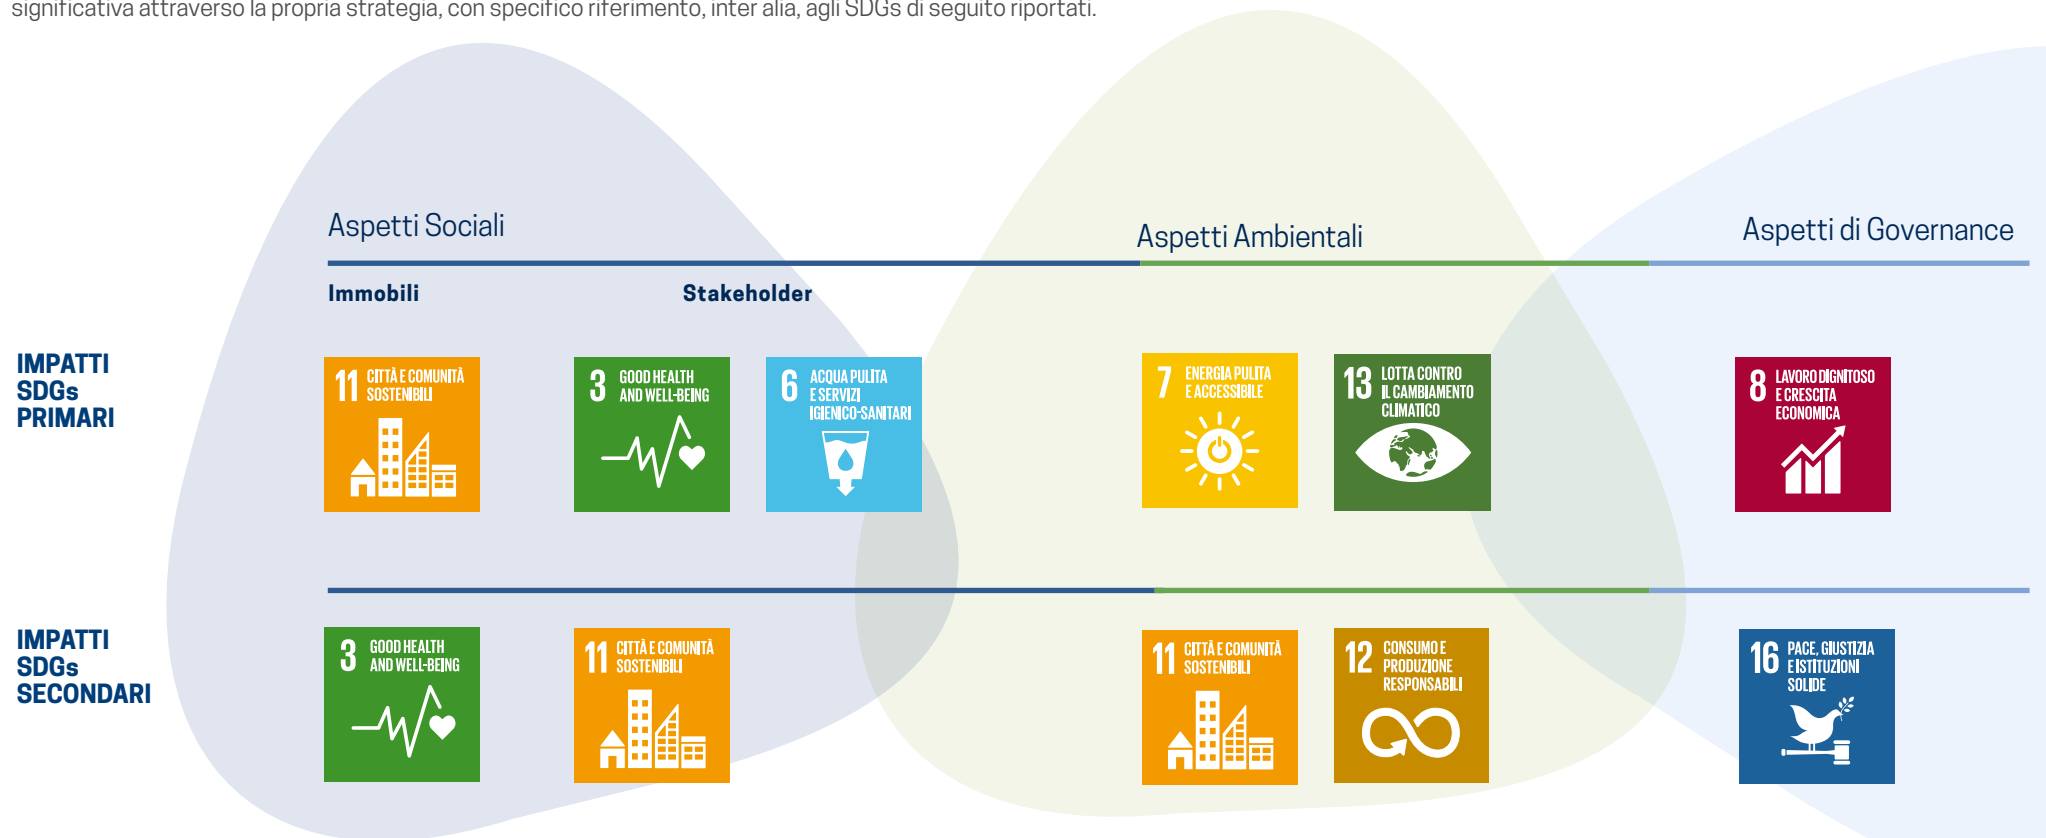 significativa attraverso la propria strategia, con specifico riferimento, inter alia, agli SDGs di seguito riportati.
Aspetti Sociali
Aspetti Ambientali
Aspetti di Governance
Immobili
Stakeholder
IMPATTI
SDGs
PRIMARI
11 CITTÀ E COMUNITÀ
SOSTENIBILI
3 GOOD HEALTH
AND WELL-BEING
6 ACQUA PULITA
E SERVIZI
IGIENICO-SANITARI
7 ENERGIA PULITA
E ACCESSIBILE
13 LOTTA CONTRO
IL CAMBIAMENTO
CLIMATICO
8 LAVORO DIGNITOSO
E CRESCITA
ECONOMICA
IMPATTI
SDGs
SECONDARI
3 GOOD HEALTH
AND WELL-BEING
11 CITTÀ E COMUNITÀ
SOSTENIBILI
11 CITTÀ E COMUNITÀ
SOSTENIBILI
12 CONSUMO E
PRODUZIONE
RESPONSABILI
16 PACE, GIUSTIZIA
E ISTITUZIONI
SOLIDE